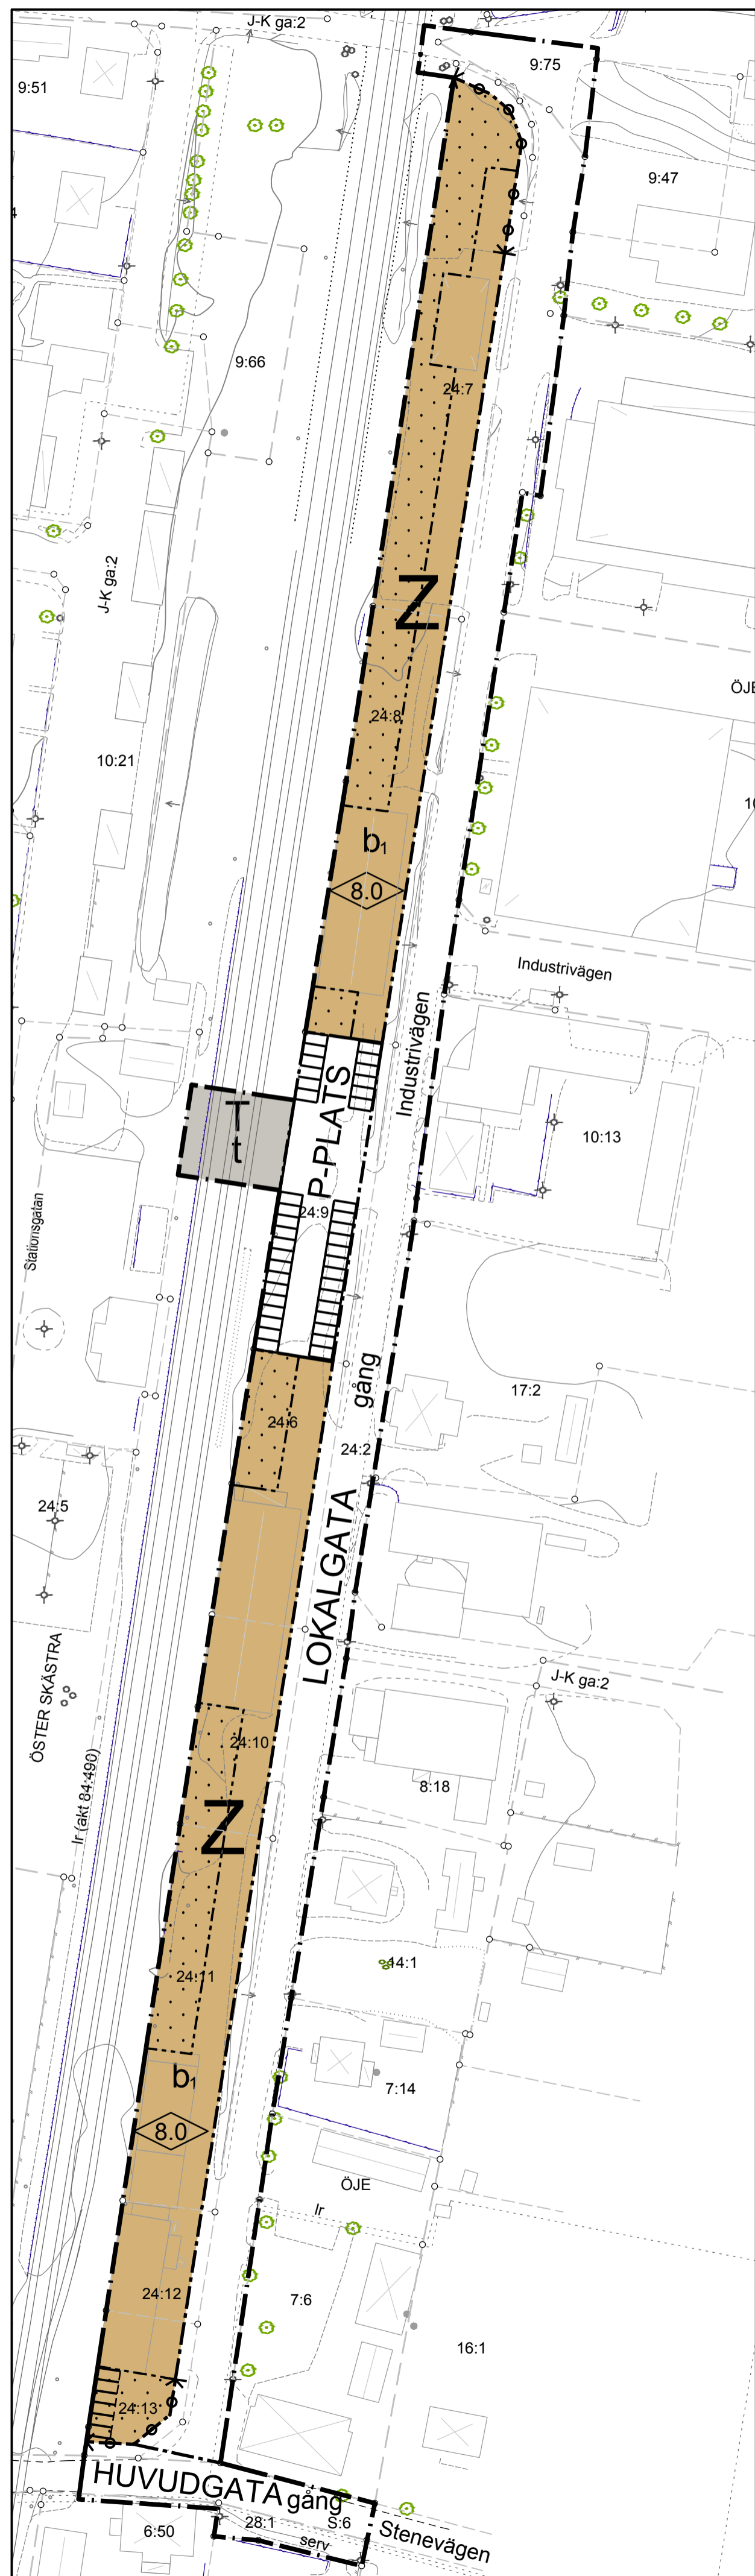 J-K ga:2
9:75
9:51
9:47
9:66
24:7
J-K ga:2
Z
24:8
10:21
b1
8.0
Industrivägen
Industrivägen
P-PLATS
T
t
10:13
24:9
Stationsgatan
gång
17:2
24:6
24:2
24:5
LOKALGATA
J-K ga:2
ÖSTER SKÄSTRA
24:10
8:18
Ir (akt 84:490)
Z
14:1
24:11
b1
7:14
8.0
ÖJE
Ir
24:12
7:6
16:1
24:13
HUVUDGATA gång
28:1
S:6
6:50
serv
Stenevägen